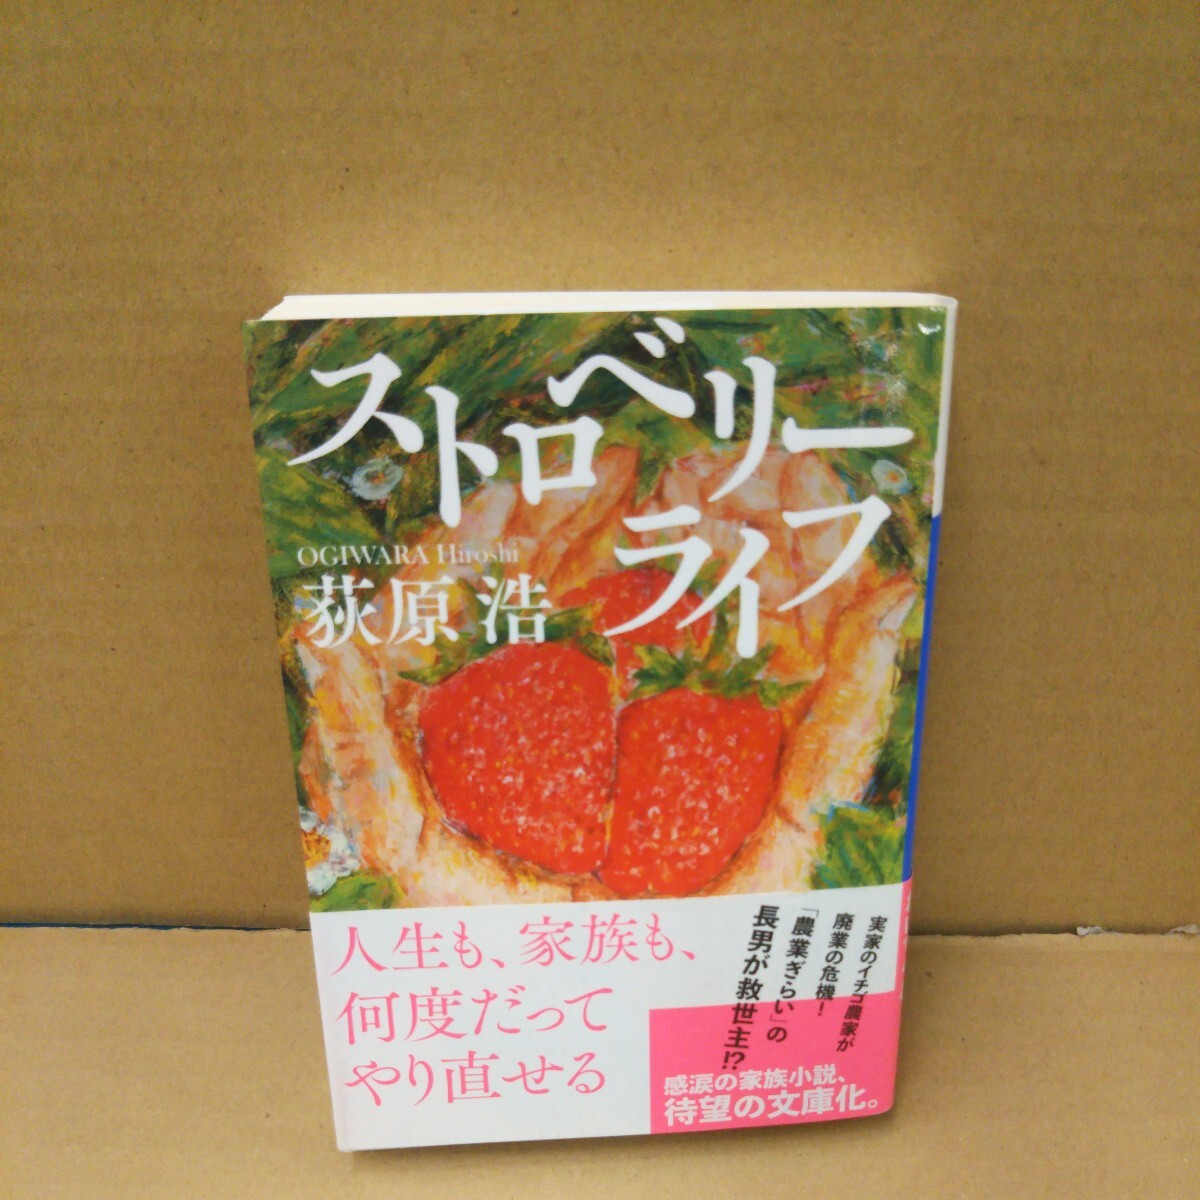 ストロベリー
ライフ
OGIWARA Hiroshi
荻原 浩
人生も、家族も、
何度だって
やり直せる
実家のイチゴ農家が
廃業の危機！
「農業ぎらい」の
長男が救世主!?
感涙の家族小説、
待望の文庫化。